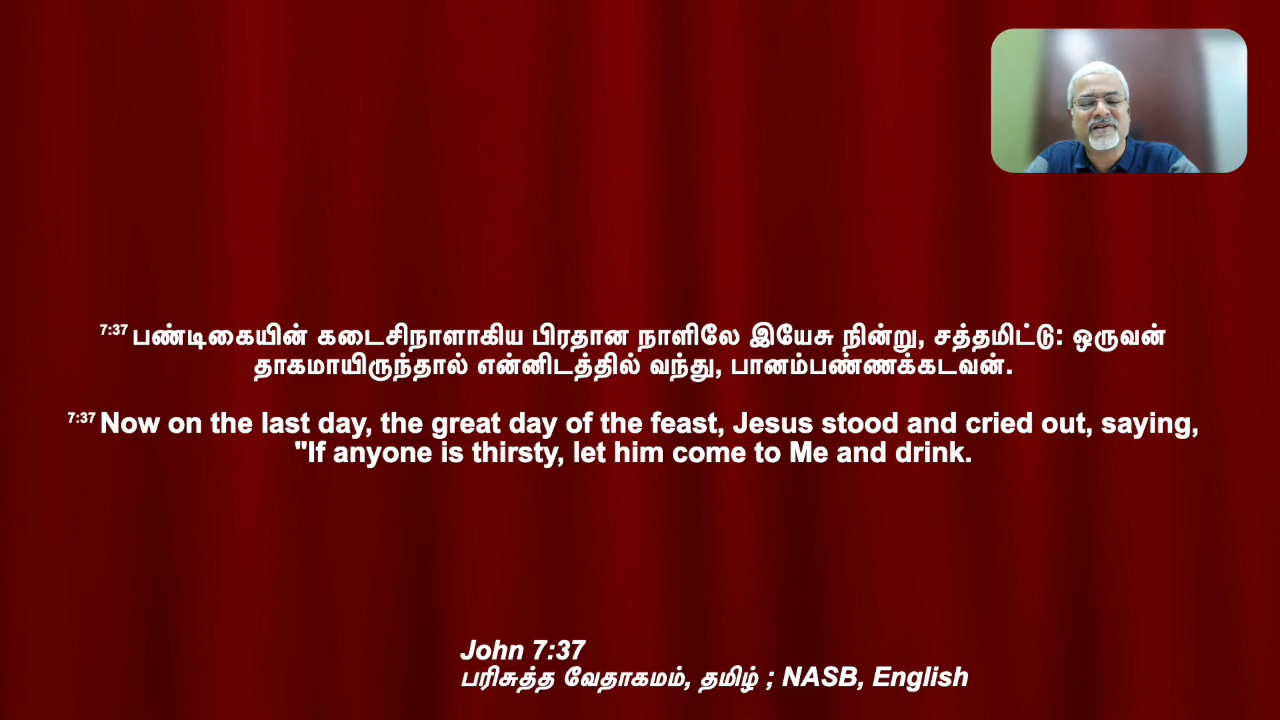 7:37 பண்டிகையின் கடைசிநாளாகிய பிரதான நாளிலே இயேசு நின்று, சத்தமிட்டு: ஒருவன்
தாகமாயிருந்தால் என்னிடத்தில் வந்து, பானம்பண்ணக்கடவன்.
7:37 Now on the last day, the great day of the feast, Jesus stood and cried out, saying,
"If anyone is thirsty, let him come to Me and drink.
John 7:37
பரிசுத்த வேதாகமம், தமிழ் ; NASB, English